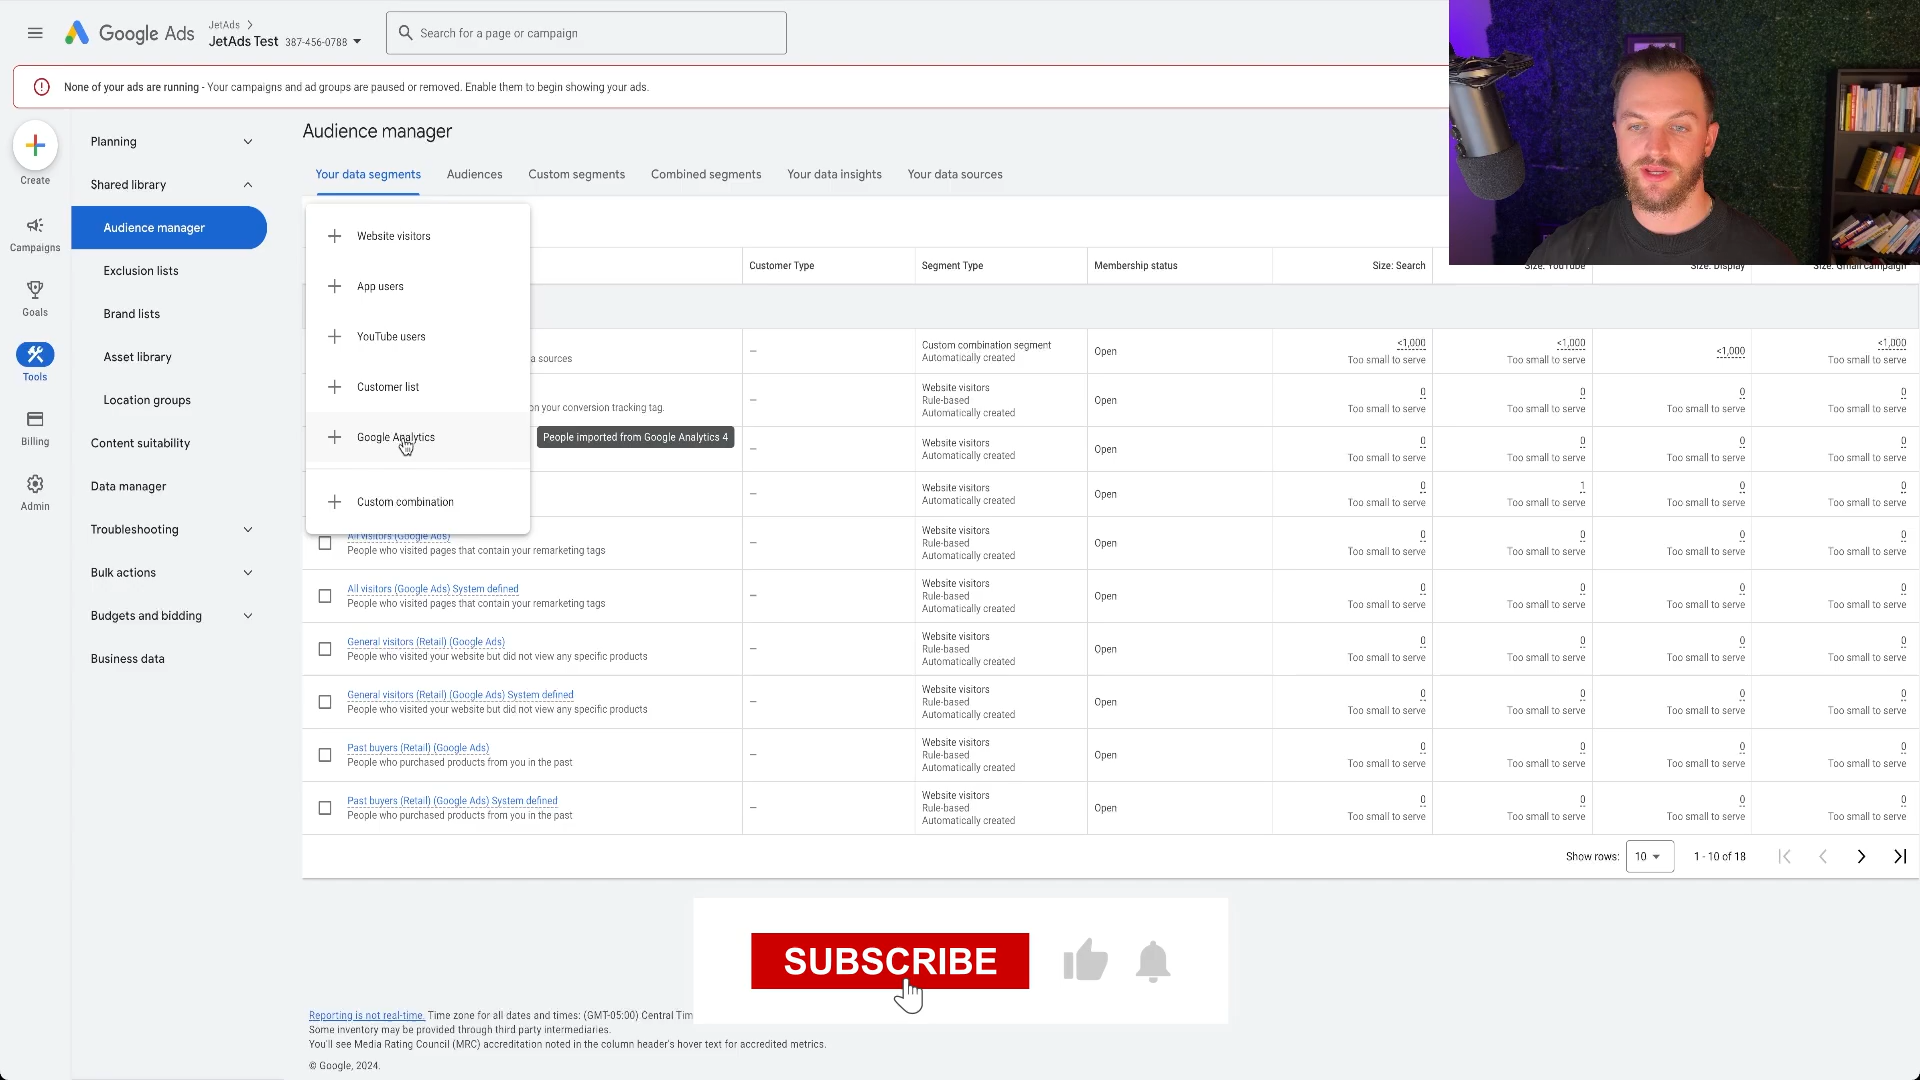 Google Ads
JetAds
JetAds Test 387-456-0788
Search for a page or campaign
None of your ads are running - Your campaigns and ad groups are paused or removed. Enable them to begin showing your ads.
Create
Campaigns
Goals
Tools
Billing
Admin
Planning
Shared library
Audience manager
Exclusion lists
Brand lists
Asset library
Location groups
Content suitability
Data manager
Troubleshooting
Bulk actions
Budgets and bidding
Business data
Audience manager
Your data segments Audiences Custom segments Combined segments Your data insights Your data sources
Website visitors
App users
YouTube users
Customer list
Google Analytics
People imported from Google Analytics 4
Custom combination
Customer Type Segment Type Membership status Size: Search Size: YouTube Size: Display Size: Gmail campaign
a sources
–
Custom combination segment
Automatically created
Open
<1,000
Too small to serve
<1,000
Too small to serve
<1,000
<1,000
Too small to serve
on your conversion tracking tag.
–
Website visitors
Rule-based
Automatically created
Open
0
Too small to serve
0
Too small to serve
0
Too small to serve
0
Too small to serve
–
Website visitors
Automatically created
Open
0
Too small to serve
0
Too small to serve
0
Too small to serve
0
Too small to serve
–
Website visitors
Automatically created
Open
0
Too small to serve
1
Too small to serve
0
Too small to serve
0
Too small to serve
All visitors (Google Ads)
People who visited pages that contain your remarketing tags
–
Website visitors
Rule-based
Automatically created
Open
0
Too small to serve
0
Too small to serve
0
Too small to serve
0
Too small to serve
All visitors (Google Ads) System defined
People who visited pages that contain your remarketing tags
–
Website visitors
Rule-based
Automatically created
Open
0
Too small to serve
0
Too small to serve
0
Too small to serve
0
Too small to serve
General visitors (Retail) (Google Ads)
People who visited your website but did not view any specific products
–
Website visitors
Rule-based
Automatically created
Open
0
Too small to serve
0
Too small to serve
0
Too small to serve
0
Too small to serve
General visitors (Retail) (Google Ads) System defined
People who visited your website but did not view any specific products
–
Website visitors
Rule-based
Automatically created
Open
0
Too small to serve
0
Too small to serve
0
Too small to serve
0
Too small to serve
Past buyers (Retail) (Google Ads)
People who purchased products from you in the past
–
Website visitors
Rule-based
Automatically created
Open
0
Too small to serve
0
Too small to serve
0
Too small to serve
0
Too small to serve
Past buyers (Retail) (Google Ads) System defined
People who purchased products from you in the past
–
Website visitors
Rule-based
Automatically created
Open
0
Too small to serve
0
Too small to serve
0
Too small to serve
0
Too small to serve
Show rows: 10 1 - 10 of 18
SUBSCRIBE
Reporting is not real-time. Time zone for all dates and times: (GMT-05:00) Central Tim
Some inventory may be provided through third party intermediaries.
You'll see Media Rating Council (MRC) accreditation noted in the column header's hover text for accredited metrics.
© Google, 2024.